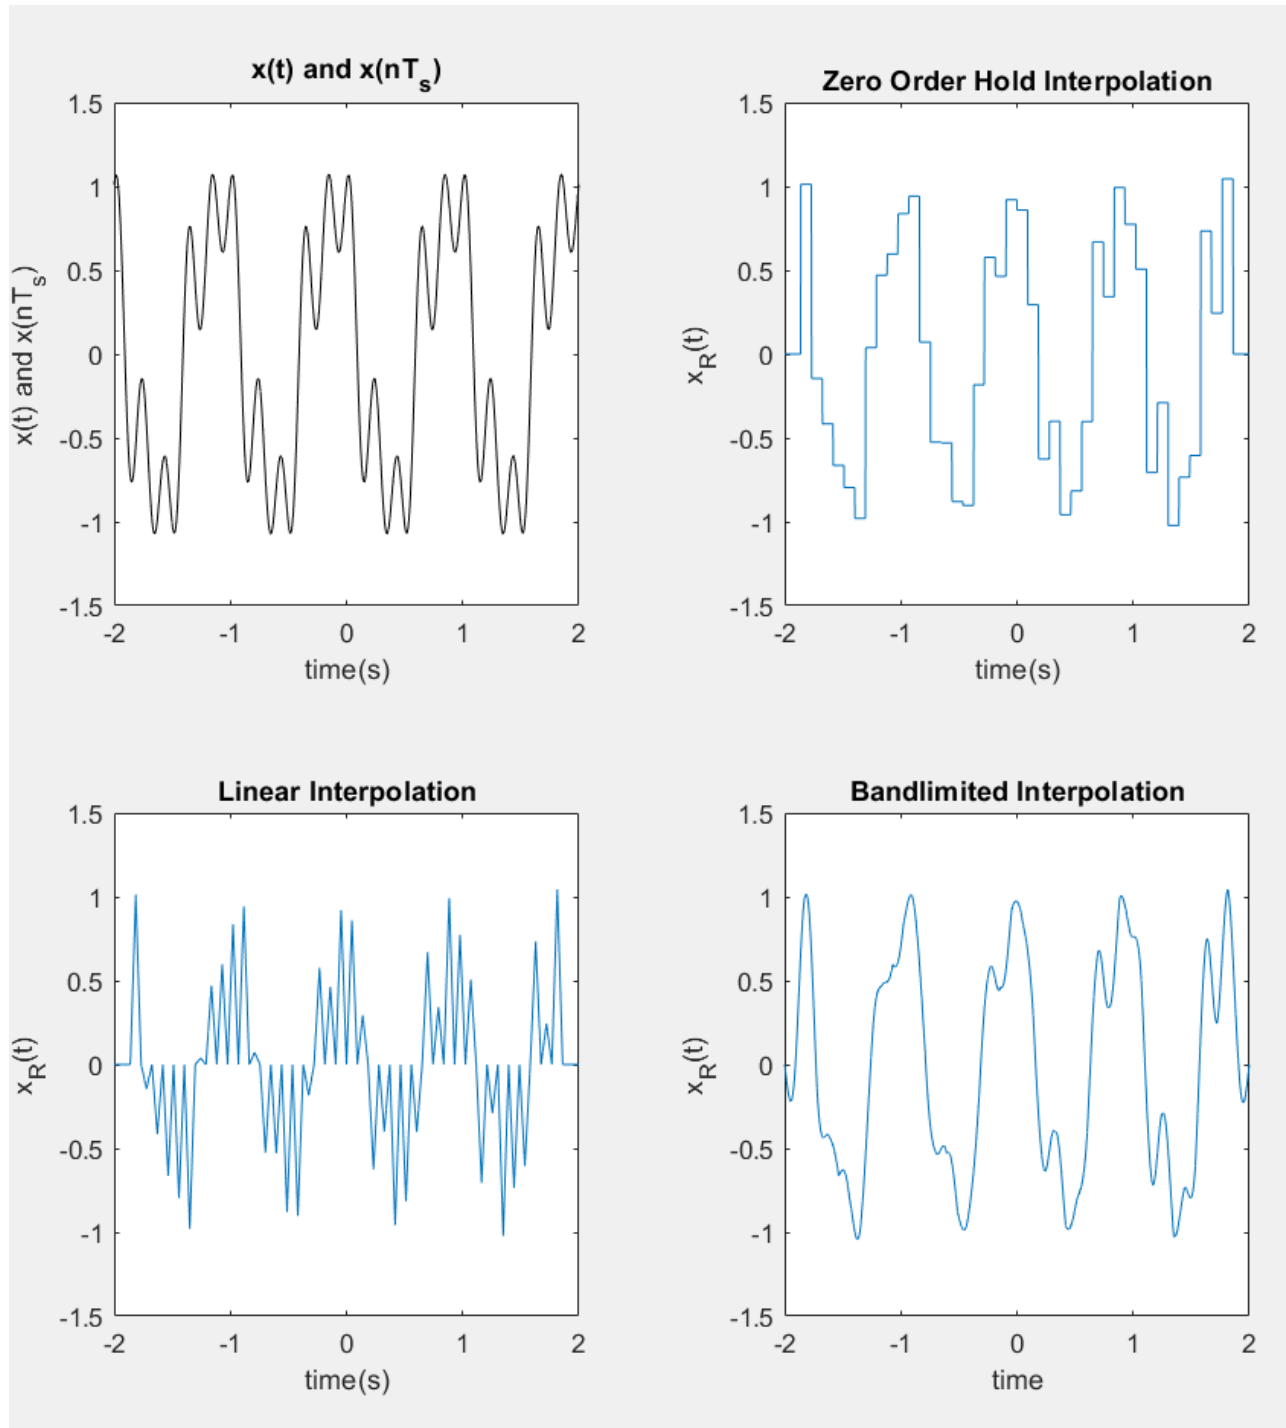 x(t) and x(nT_s)
1.5
1
0.5
0
-0.5
-1
-1.5
x(t) and x(nT_s)
-2 -1 0 1 2
time(s)
Zero Order Hold Interpolation
1.5
1
0.5
0
-0.5
-1
-1.5
x_R(t)
-2 -1 0 1 2
time(s)
Linear Interpolation
1.5
1
0.5
0
-0.5
-1
-1.5
x_R(t)
-2 -1 0 1 2
time(s)
Bandlimited Interpolation
1.5
1
0.5
0
-0.5
-1
-1.5
x_R(t)
-2 -1 0 1 2
time